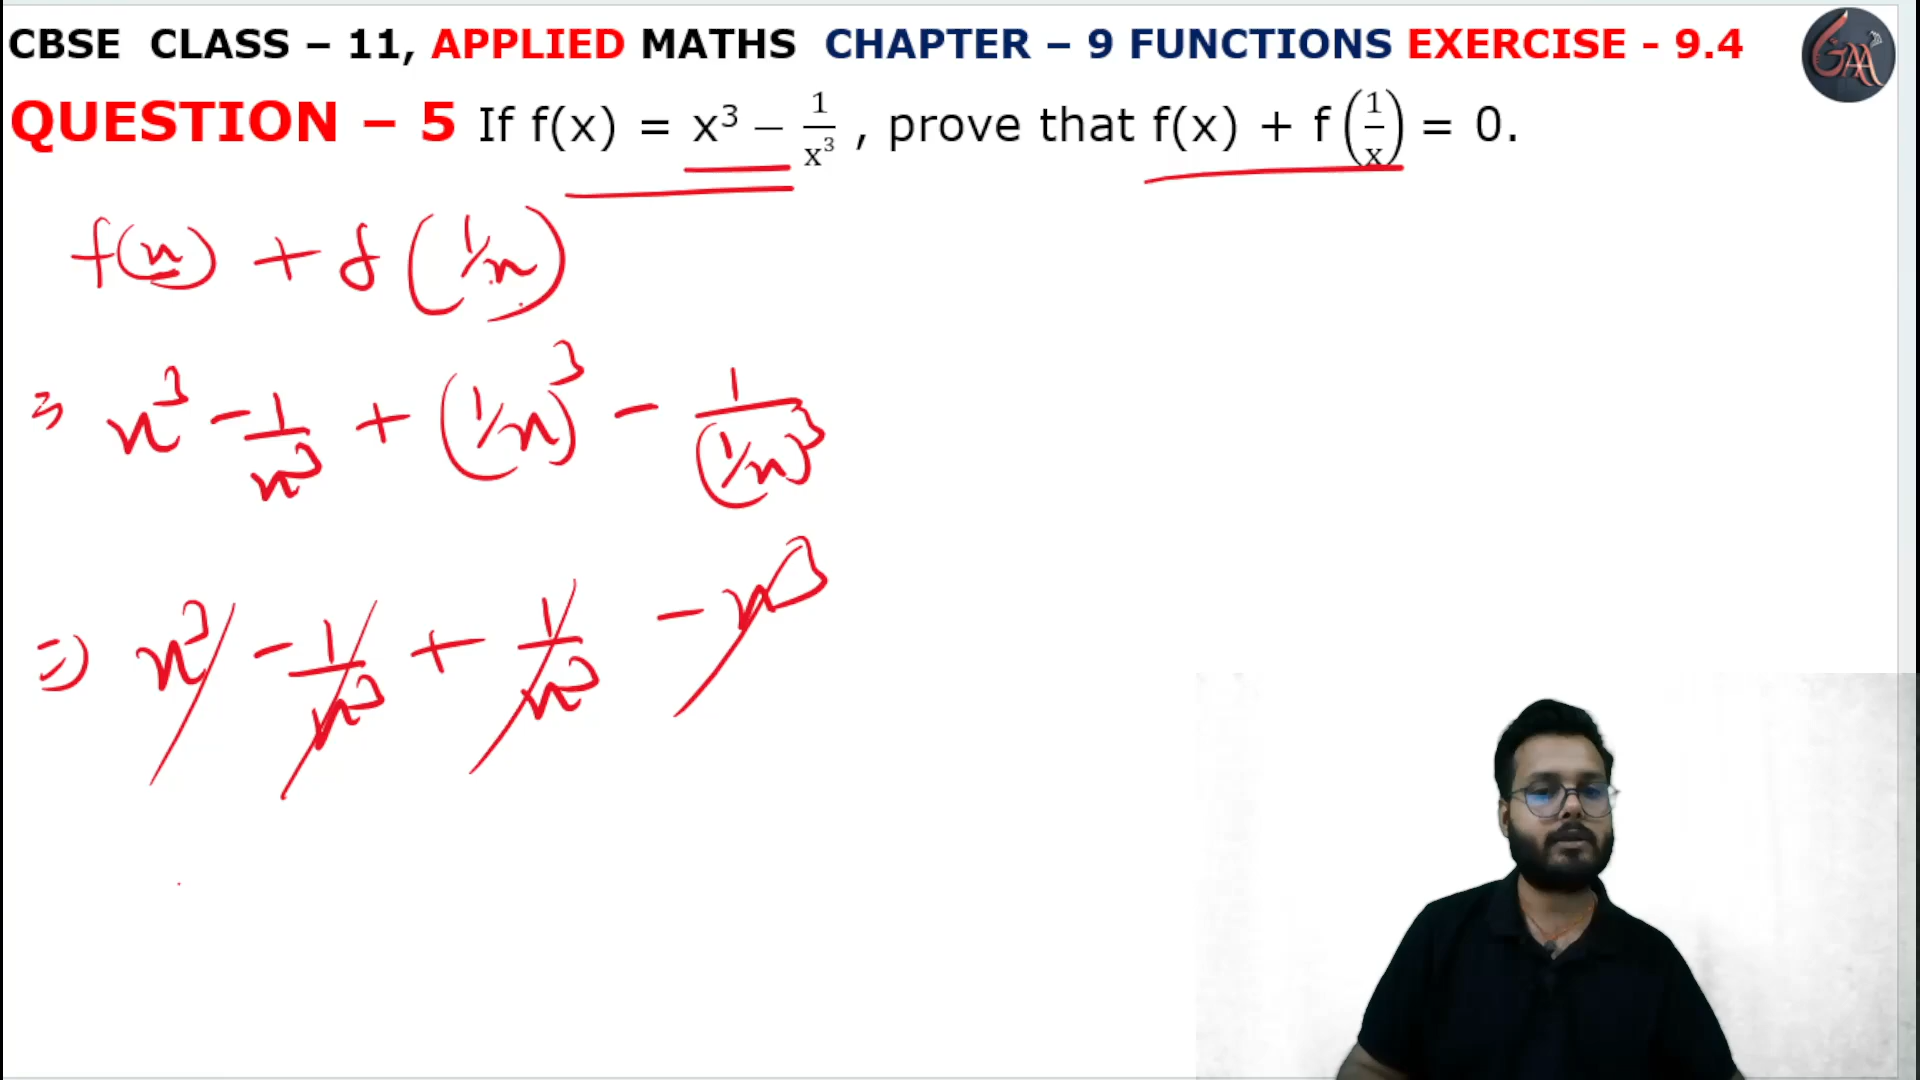 CBSE CLASS – 11, APPLIED MATHS CHAPTER – 9 FUNCTIONS EXERCISE - 9.4
QUESTION – 5 If f(x) = x³ – 1/x³ , prove that f(x) + f(1/x) = 0.
f(x) + f(1/x)
⇒ x³ - 1/x³ + (1/x)³ - 1/(1/x)³
⇒ x³ - 1/x³ + 1/x³ - x³